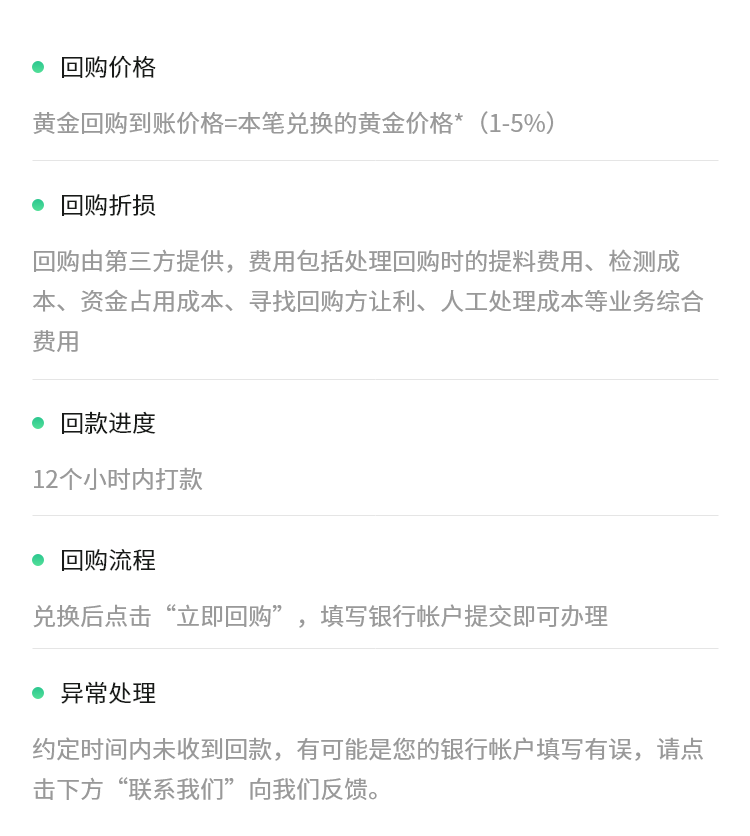 回购价格
黄金回购到账价格=本笔兑换的黄金价格*（1-5%）
回购折损
回购由第三方提供，费用包括处理回购时的提料费用、检测成
本、资金占用成本、寻找回购方让利、人工处理成本等业务综合
费用
回款进度
12个小时内打款
回购流程
兑换后点击“立即回购”，填写银行帐户提交即可办理
异常处理
约定时间内未收到回款，有可能是您的银行帐户填写有误，请点
击下方“联系我们”向我们反馈。